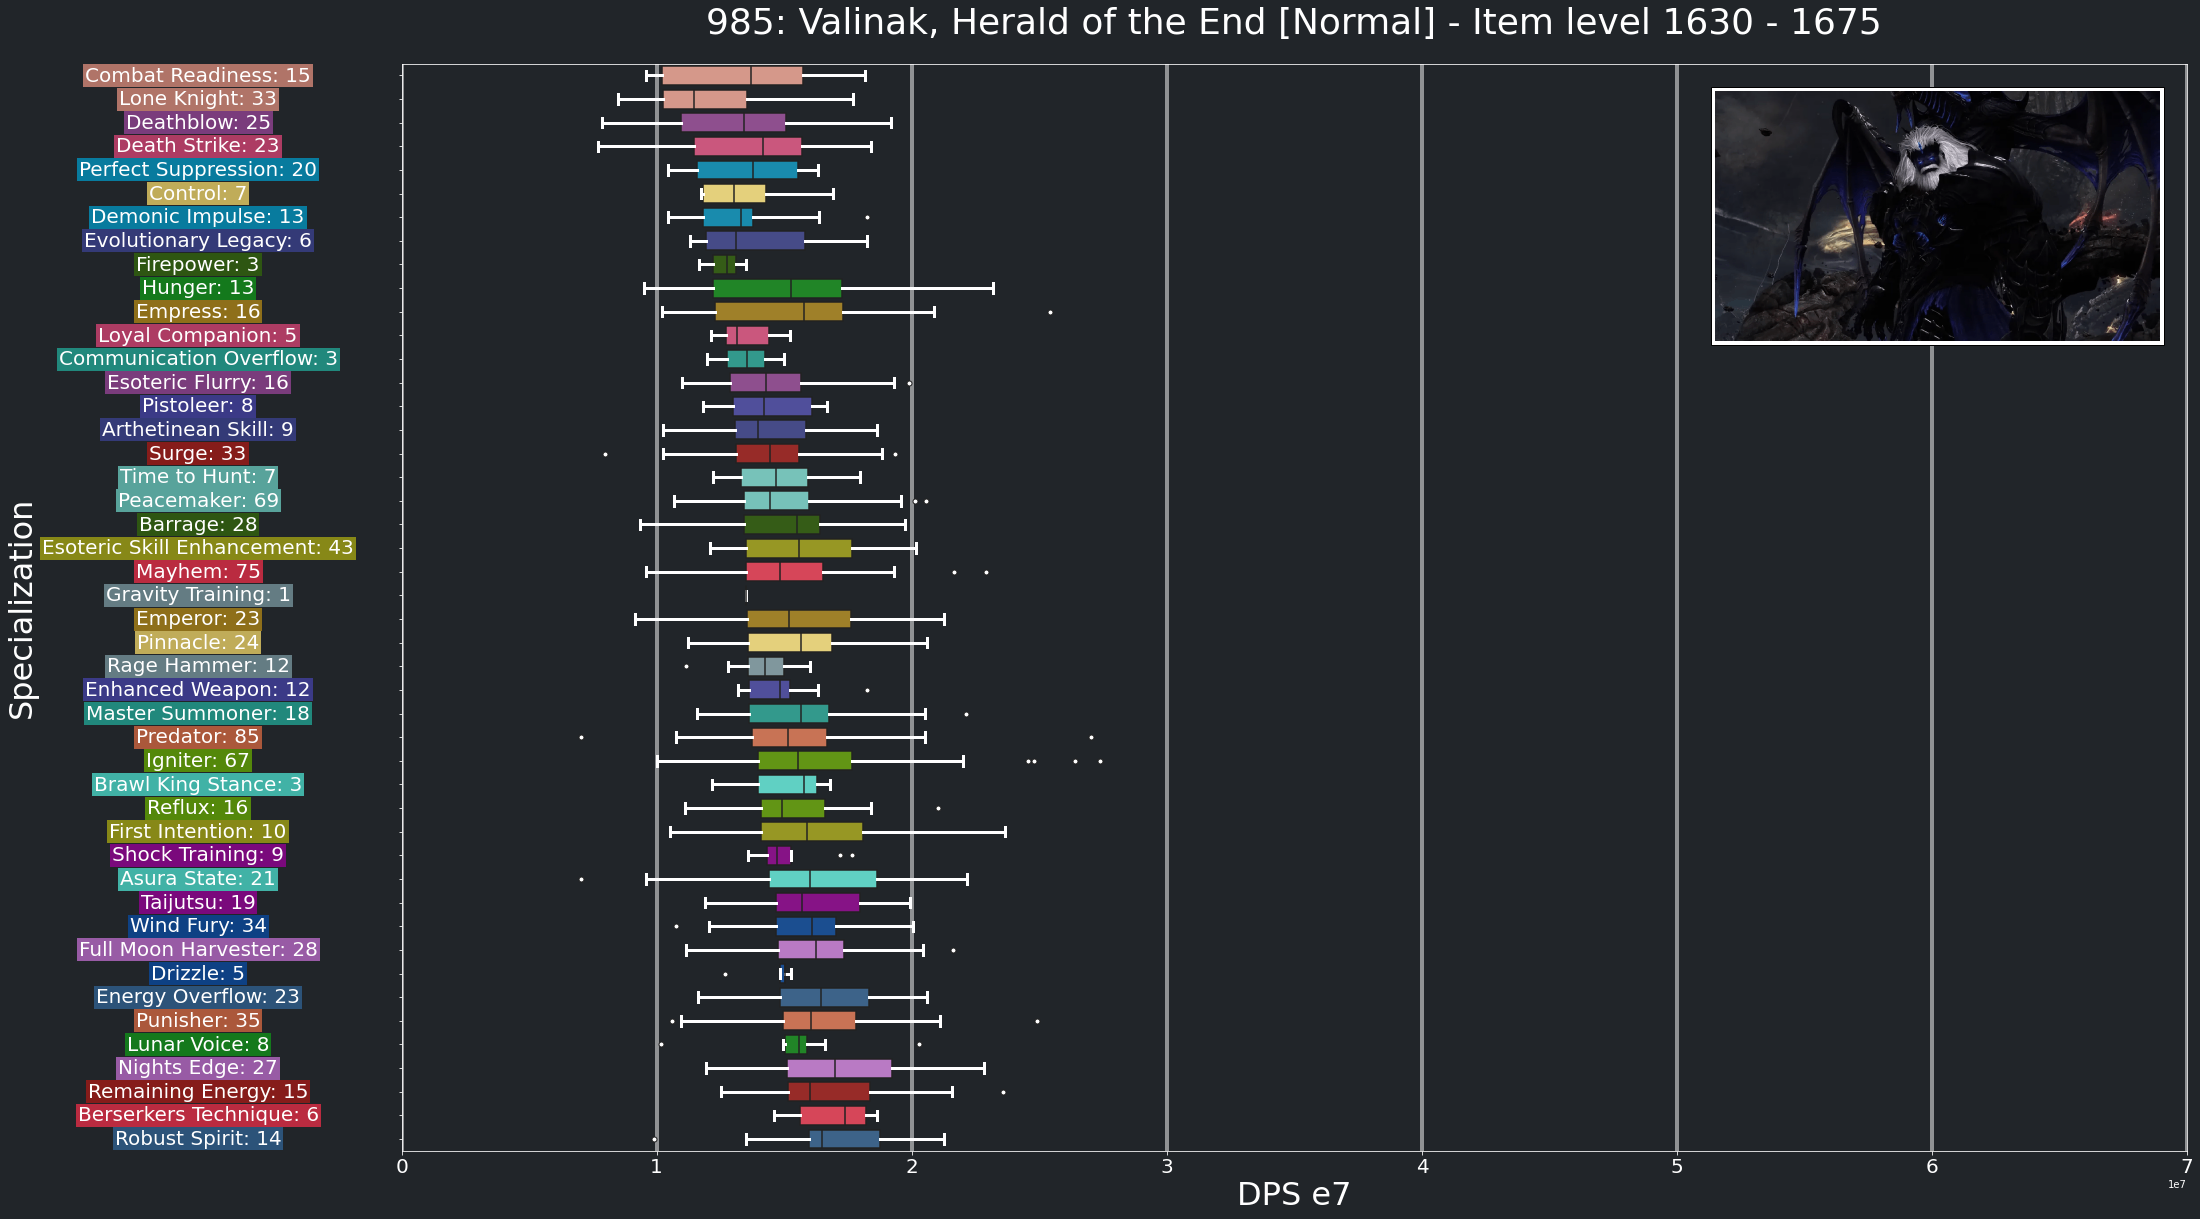 985: Valinak, Herald of the End [Normal] - Item level 1630 - 1675
Combat Readiness: 15
Lone Knight: 33
Deathblow: 25
Death Strike: 23
Perfect Suppression: 20
Control: 7
Demonic Impulse: 13
Evolutionary Legacy: 6
Firepower: 3
Hunger: 13
Empress: 16
Loyal Companion: 5
Communication Overflow: 3
Esoteric Flurry: 16
Pistoleer: 8
Arthetinean Skill: 9
Surge: 33
Time to Hunt: 7
Peacemaker: 69
Barrage: 28
Esoteric Skill Enhancement: 43
Mayhem: 75
Gravity Training: 1
Emperor: 23
Pinnacle: 24
Rage Hammer: 12
Enhanced Weapon: 12
Master Summoner: 18
Predator: 85
Igniter: 67
Brawl King Stance: 3
Reflux: 16
First Intention: 10
Shock Training: 9
Asura State: 21
Taijutsu: 19
Wind Fury: 34
Full Moon Harvester: 28
Drizzle: 5
Energy Overflow: 23
Punisher: 35
Lunar Voice: 8
Nights Edge: 27
Remaining Energy: 15
Berserkers Technique: 6
Robust Spirit: 14
Specialization
0 1 2 3 4 5 6 7
1e7
DPS e7